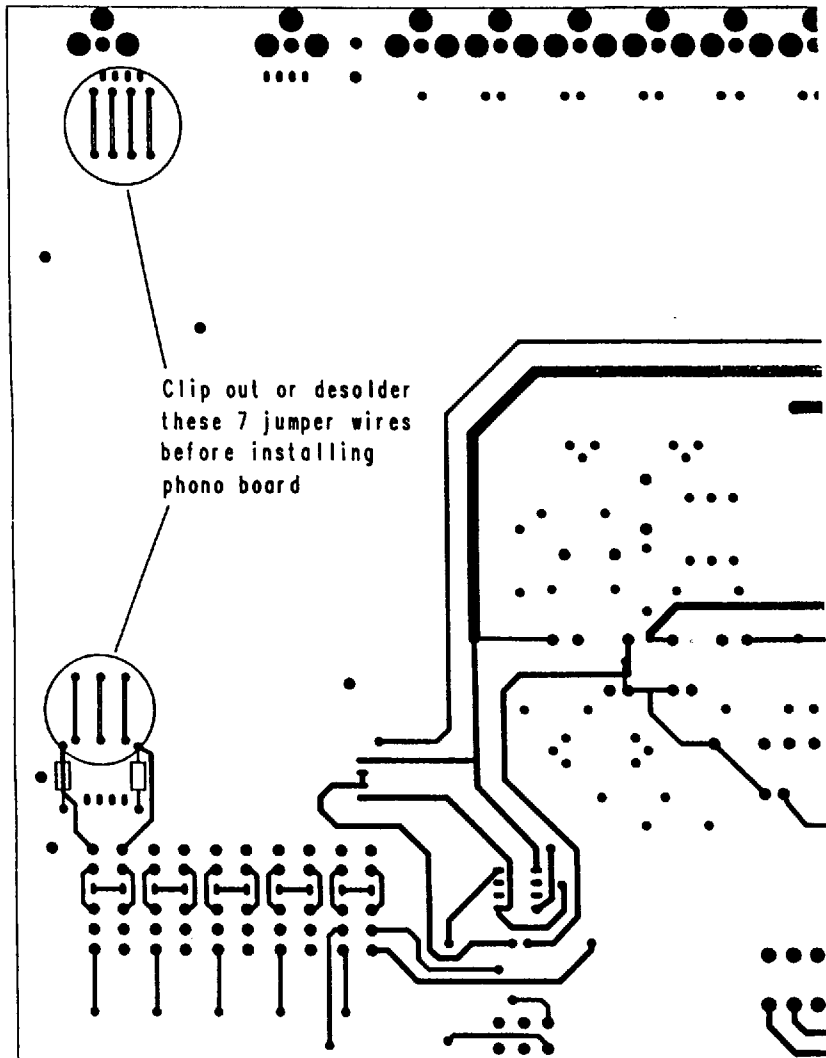 Clip out or desolder
these 7 jumper wires
before installing
phono board